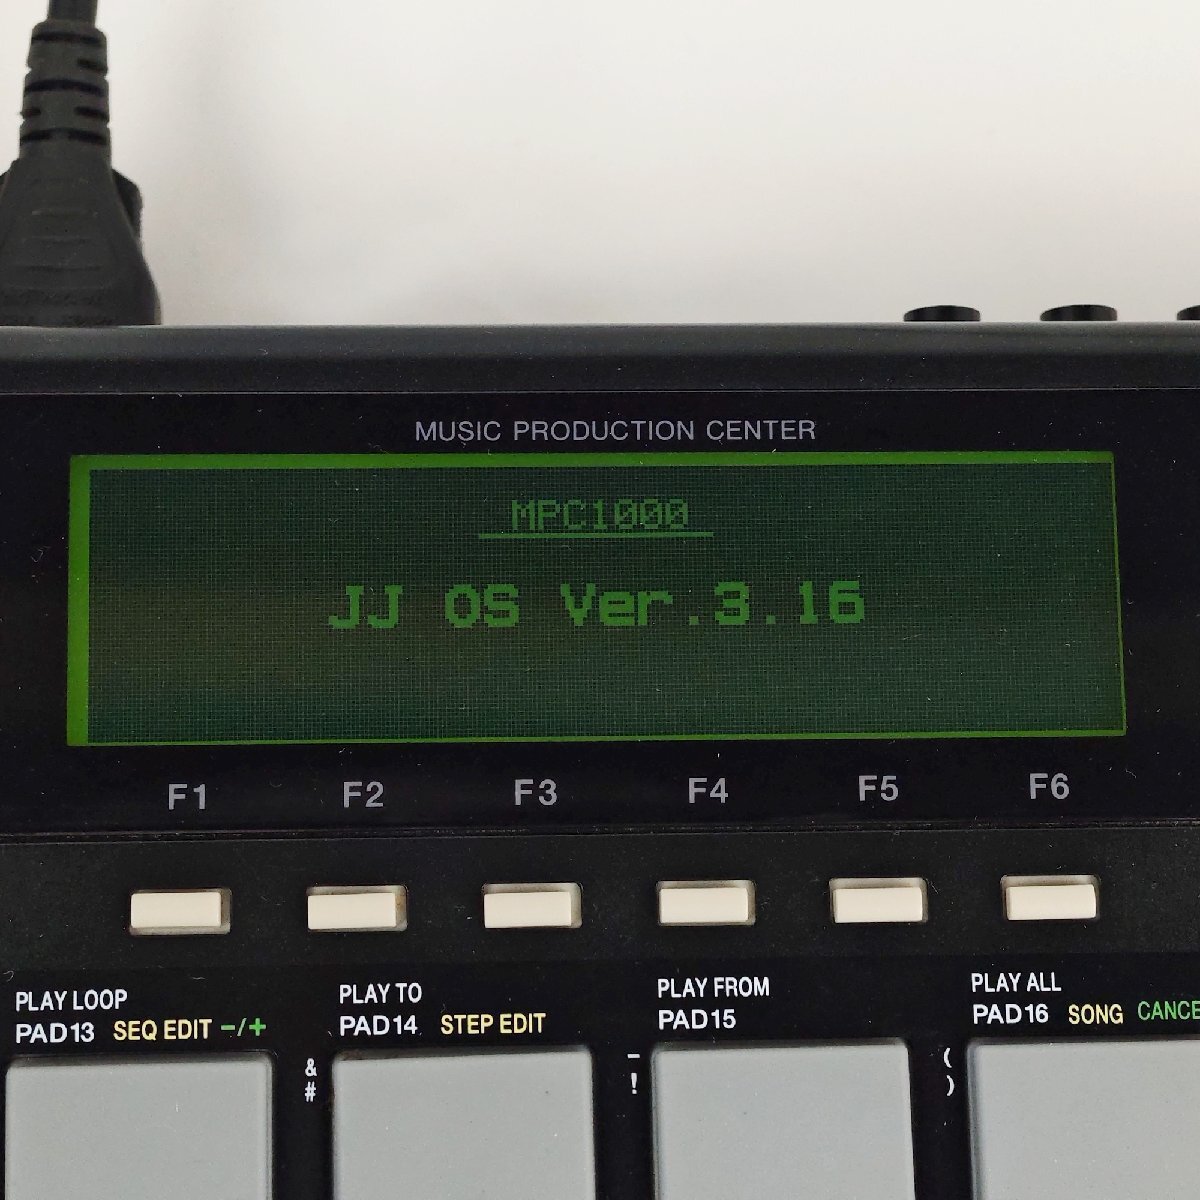 MUSIC PRODUCTION CENTER
MPC1000
JJ OS Ver.3.16
F1 F2 F3 F4 F5 F6
PLAY LOOP PLAY TO PLAY FROM PLAY ALL
PAD13 SEQ EDIT -/+ PAD14 STEP EDIT PAD15 PAD16 SONG CANCE
& - (
# ! )